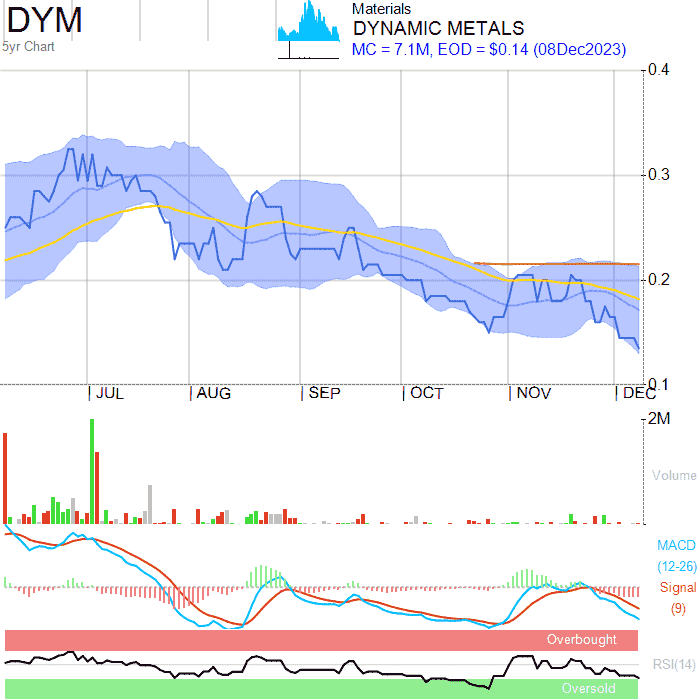 DYM
5yr Chart
Materials
DYNAMIC METALS
MC = 7.1M, EOD = $0.14 (08Dec2023)
0.4
0.3
0.2
0.1
JUL AUG SEP OCT NOV DEC
2M
Volume
MACD
(12-26)
Signal
(9)
Overbought
RSI(14)
Oversold